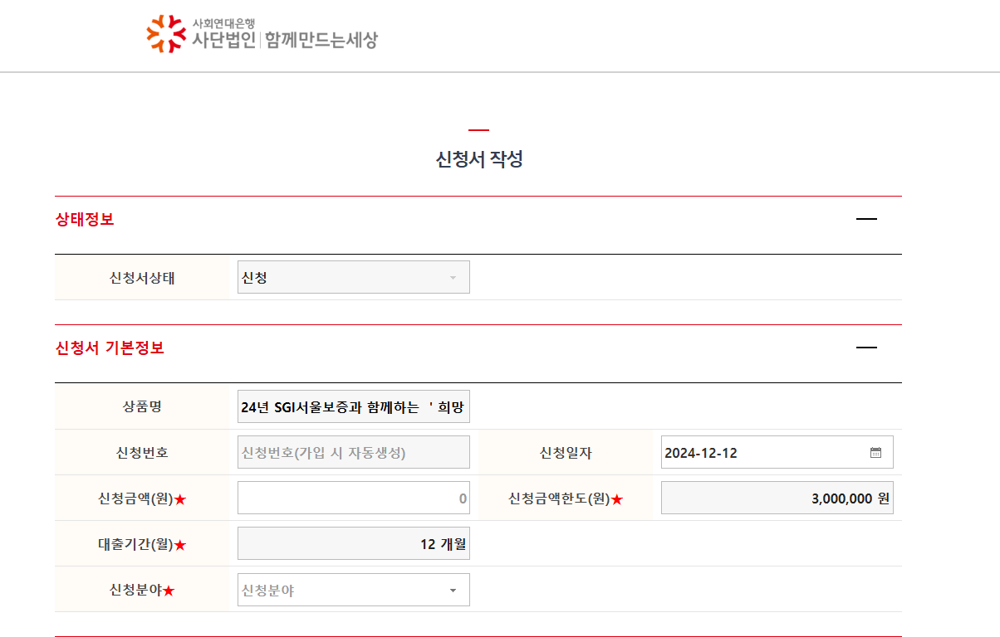 사회연대은행
사단법인 함께만드는세상
신청서 작성
상태정보
신청서상태 신청
신청서 기본정보
상품명 24년 SGI서울보증과 함께하는 ' 희망
신청번호 신청번호(가입 시 자동생성) 신청일자 2024-12-12
신청금액(원)★ 0 신청금액한도(원)★ 3,000,000 원
대출기간(월)★ 12 개월
신청분야★ 신청분야